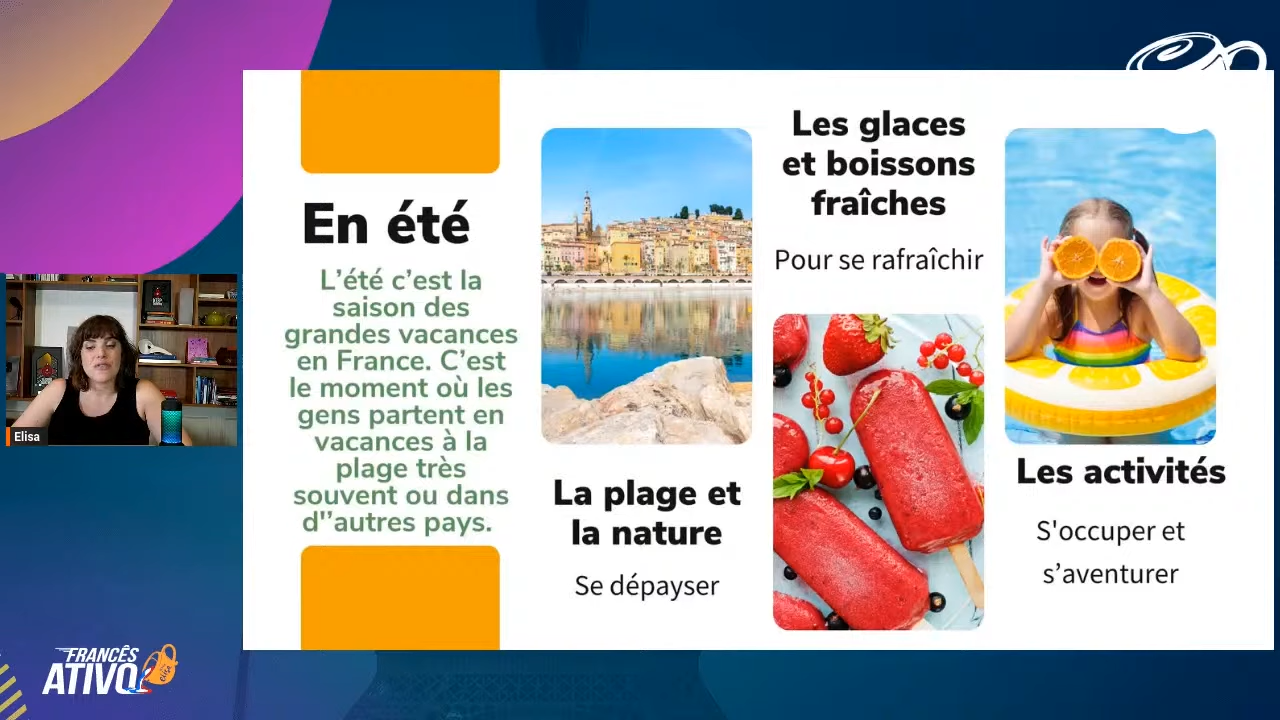 En été
L’été c’est la
saison des
grandes vacances
en France. C’est
le moment où les
gens partent en
vacances à la
plage très
souvent ou dans
d'’autres pays.
La plage et
la nature
Se dépayser
Les glaces
et boissons
fraîches
Pour se rafraîchir
Les activités
S'occuper et
s’aventurer
Elisa
FRANCÊS
ATIVO